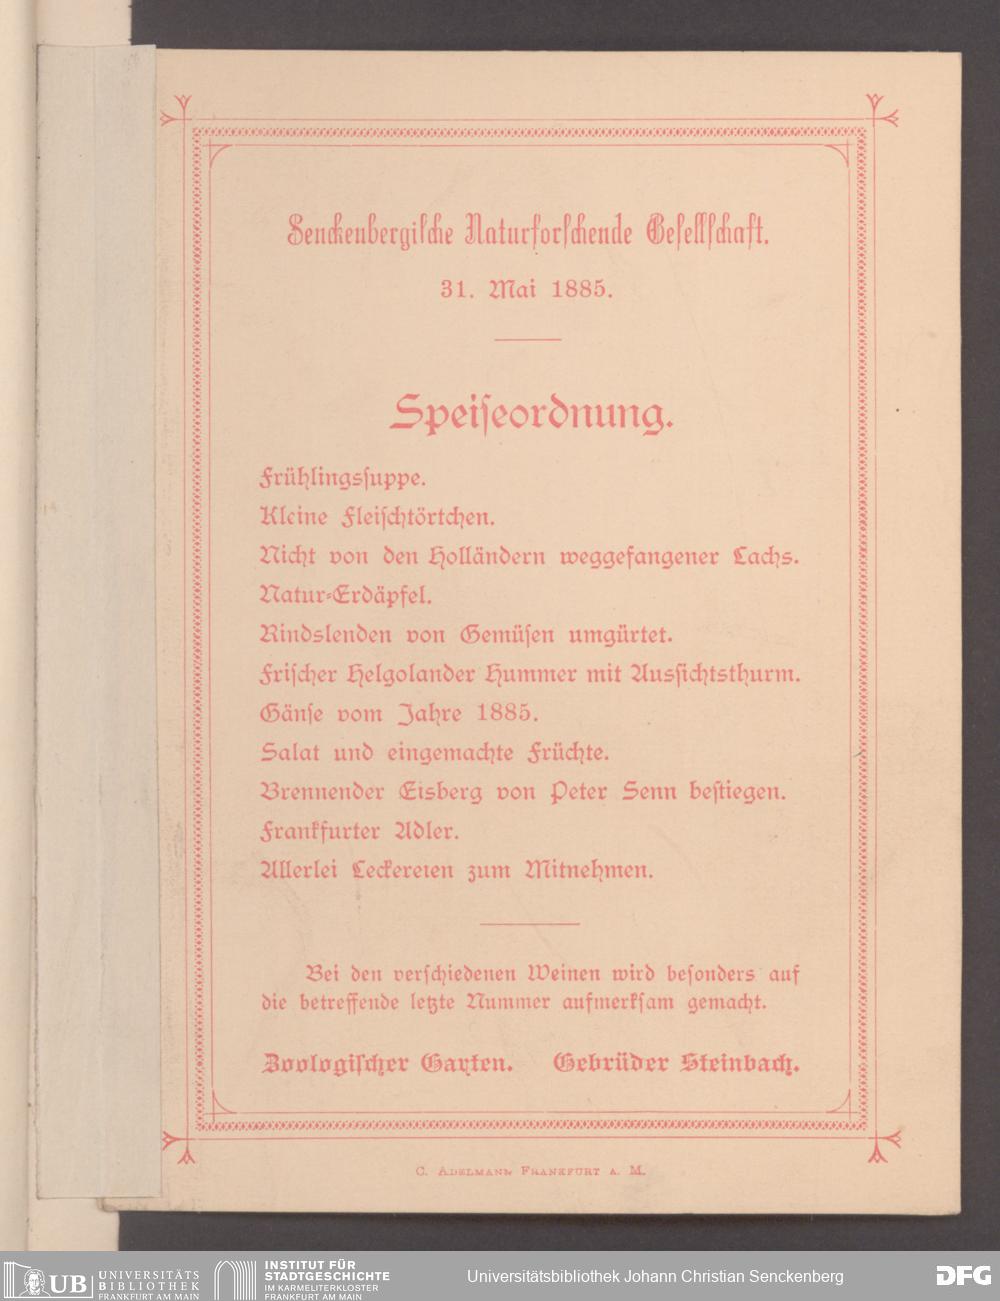 Senckenbergische Naturforschende Gesellschaft.
31. Mai 1885.
Speiseordnung.
Frühlingssuppe.
Kleine Fleischtörtchen.
Nicht von den Holländern weggefangener Lachs.
Natur-Erdäpfel.
Rindslenden von Gemüsen umgürtet.
Frischer Helgolander Hummer mit Aussichtsthurm.
Gänse vom Jahre 1885.
Salat und eingemachte Früchte.
Brennender Eisberg von Peter Senn bestiegen.
Frankfurter Adler.
Allerlei Leckereien zum Mitnehmen.
Bei den verschiedenen Weinen wird besonders auf
die betreffende letzte Nummer aufmerksam gemacht.
Zoologischer Garten. Gebrüder Steinbach.
C. Adelmann, Frankfurt a. M.
UB UNIVERSITÄTS
BIBLIOTHEK
FRANKFURT AM MAIN
INSTITUT FÜR
STADTGESCHICHTE
IM KARMELITERKLOSTER
FRANKFURT AM MAIN
Universitätsbibliothek Johann Christian Senckenberg
DFG